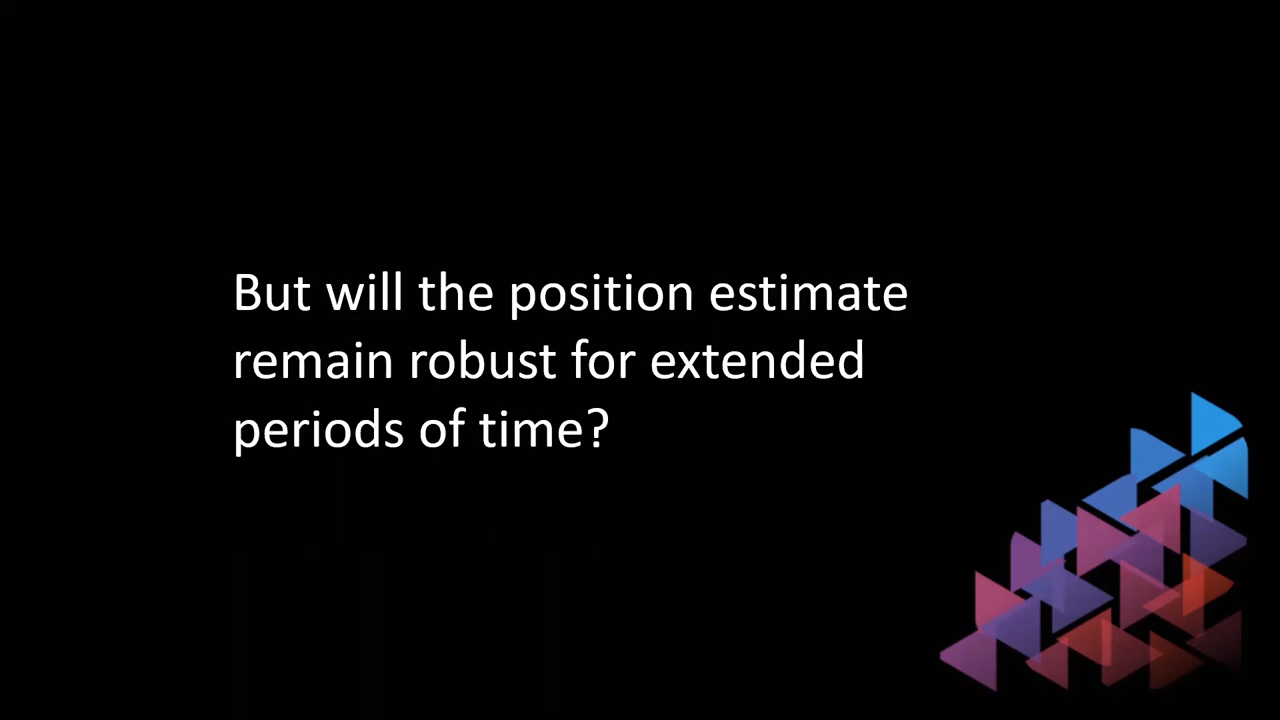 But will the position estimate
remain robust for extended
periods of time?